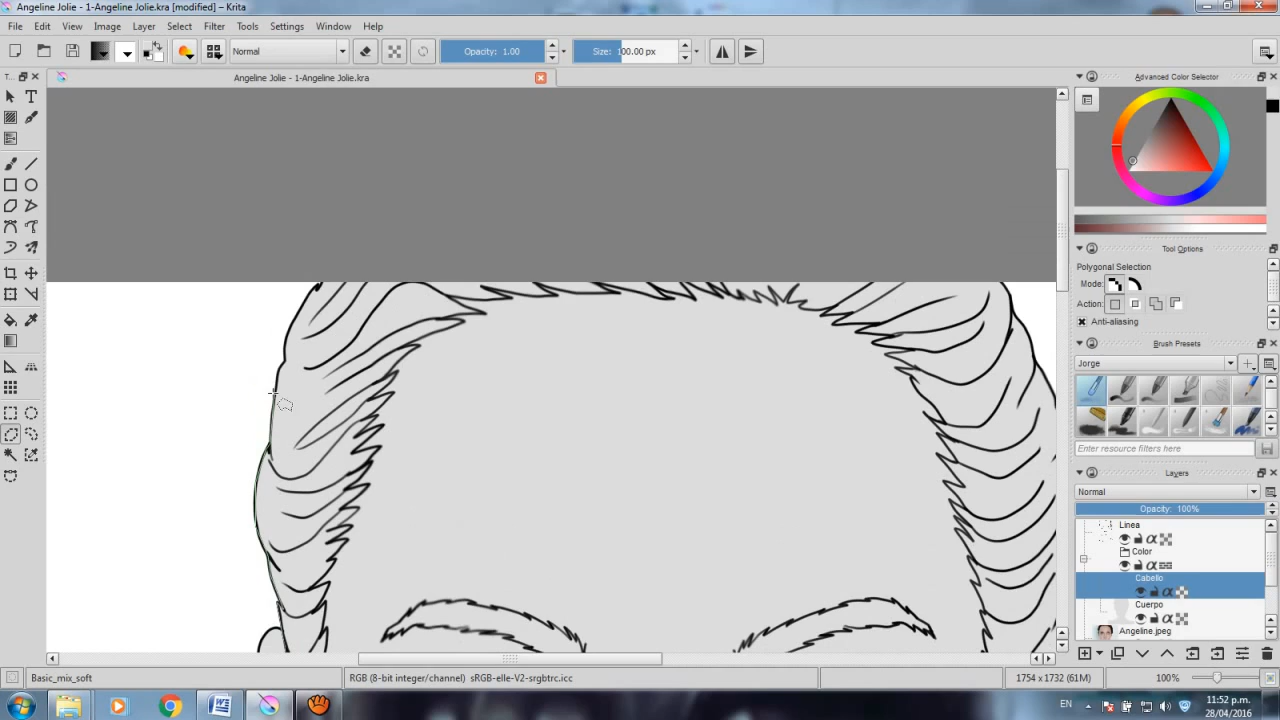 Angeline Jolie - 1-Angeline Jolie.kra [modified] – Krita
File Edit View Image Layer Select Filter Tools Settings Window Help
Normal Opacity: 1.00 Size: 100.00 px
T... Angeline Jolie - 1-Angeline Jolie.kra Advanced Color Selector
Tool Options
Polygonal Selection
Mode:
Action:
Anti-aliasing
Brush Presets
Jorge
Enter resource filters here
Layers
Normal
Opacity: 100%
Linea
Color
Cabello
Cuerpo
Angeline.jpeg
Basic_mix_soft RGB (8-bit integer/channel) sRGB-elle-V2-srgbtrc.icc 1754 x 1732 (61M) 100%
EN 11:52 p.m.
28/04/2016